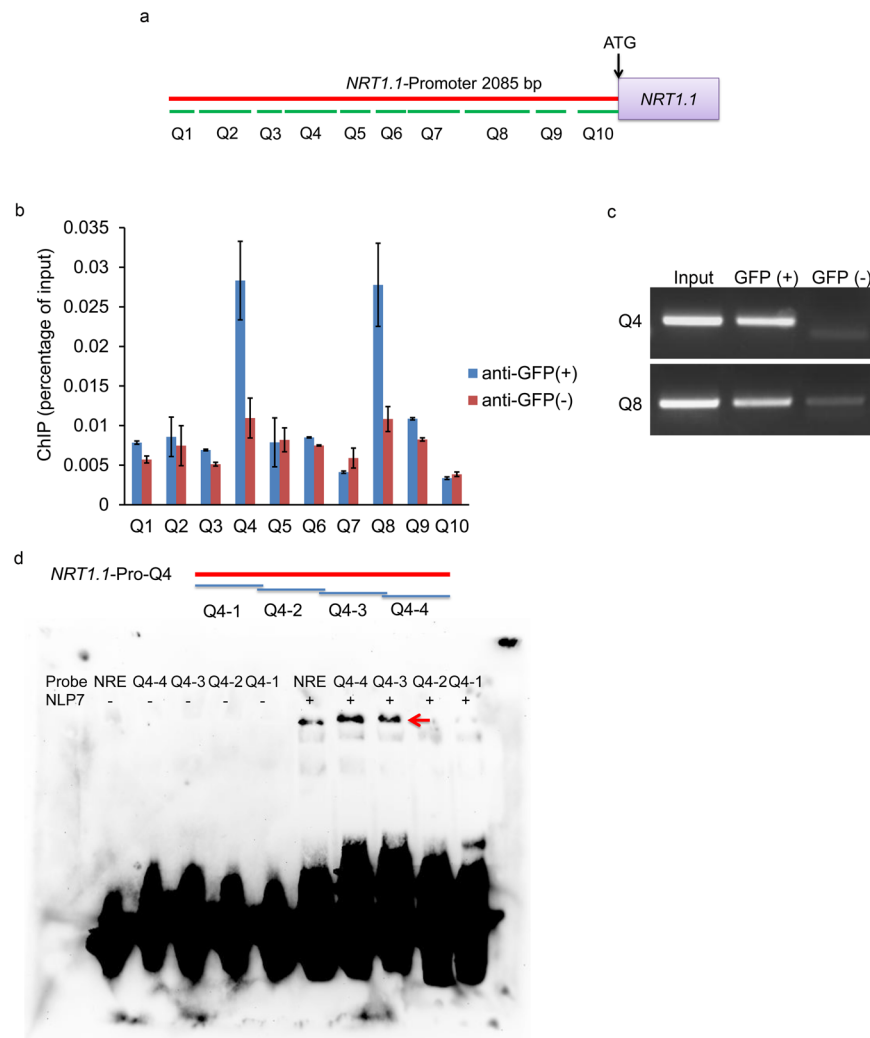 a
ATG
NRT1.1-Promoter 2085 bp
NRT1.1
Q1 Q2 Q3 Q4 Q5 Q6 Q7 Q8 Q9 Q10
b
ChIP (percentage of input)
0.035
0.03
0.025
0.02
0.015
0.01
0.005
0
Q1 Q2 Q3 Q4 Q5 Q6 Q7 Q8 Q9 Q10
anti-GFP(+)
anti-GFP(-)
c
Input GFP (+) GFP (-)
Q4
Q8
d
NRT1.1-Pro-Q4
Q4-1 Q4-2 Q4-3 Q4-4
Probe NRE Q4-4 Q4-3 Q4-2 Q4-1 NRE Q4-4 Q4-3 Q4-2 Q4-1
NLP7 - - - - - + + + + +